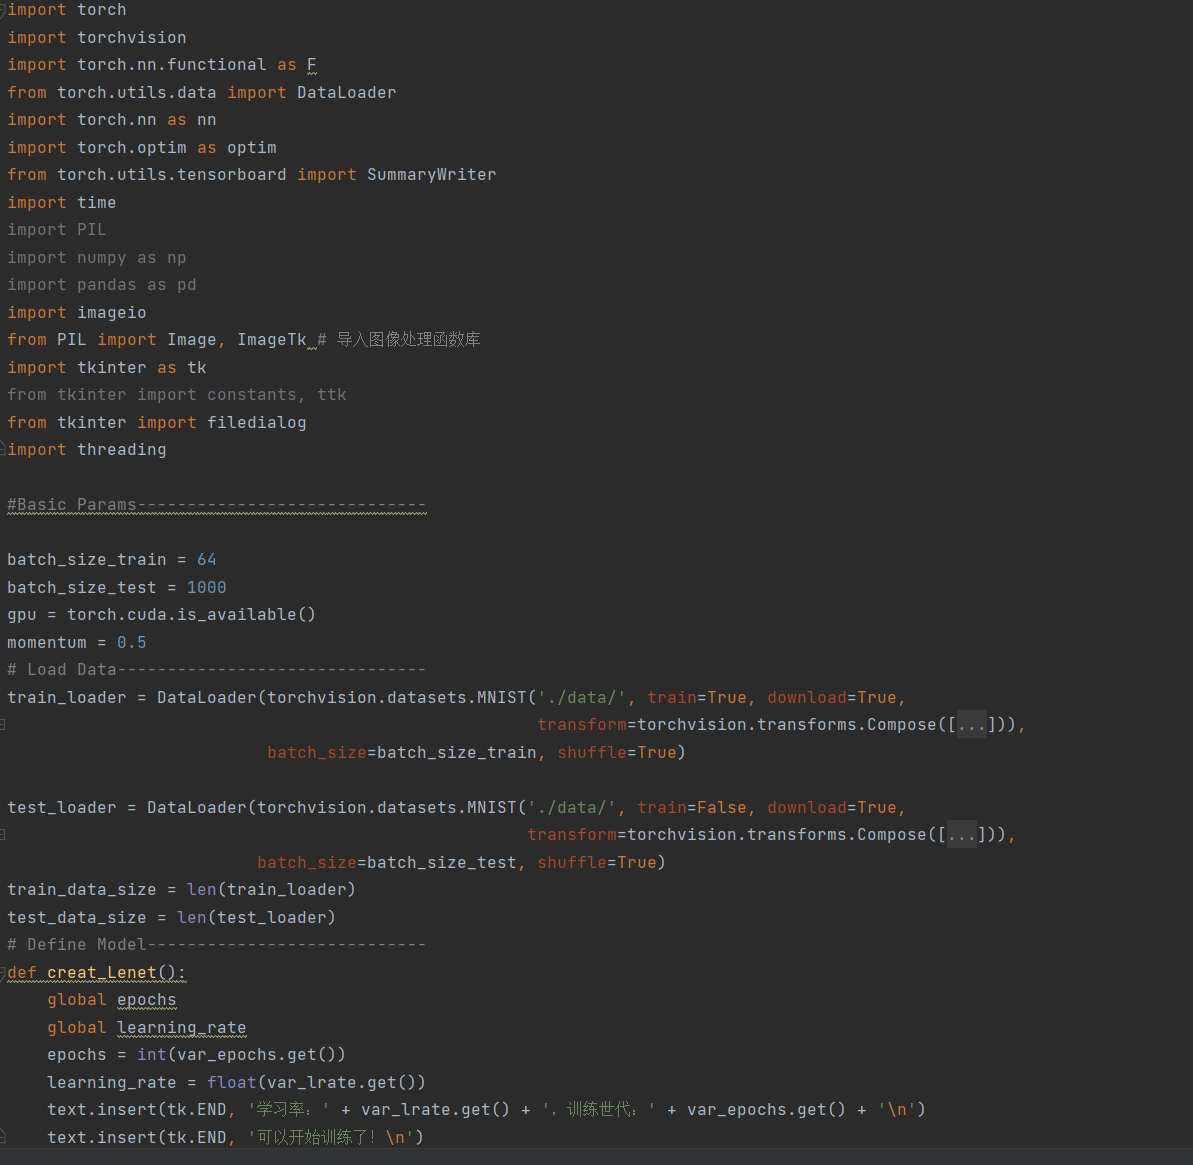 import torch
import torchvision
import torch.nn.functional as F
from torch.utils.data import DataLoader
import torch.nn as nn
import torch.optim as optim
from torch.utils.tensorboard import SummaryWriter
import time
import PIL
import numpy as np
import pandas as pd
import imageio
from PIL import Image, ImageTk # 导入图像处理函数库
import tkinter as tk
from tkinter import constants, ttk
from tkinter import filedialog
import threading

#Basic Params-----------------------------

batch_size_train = 64
batch_size_test = 1000
gpu = torch.cuda.is_available()
momentum = 0.5
# Load Data-------------------------------
train_loader = DataLoader(torchvision.datasets.MNIST('./data/', train=True, download=True,
                                                     transform=torchvision.transforms.Compose([...])),
                          batch_size=batch_size_train, shuffle=True)

test_loader = DataLoader(torchvision.datasets.MNIST('./data/', train=False, download=True,
                                                    transform=torchvision.transforms.Compose([...])),
                         batch_size=batch_size_test, shuffle=True)
train_data_size = len(train_loader)
test_data_size = len(test_loader)
# Define Model----------------------------
def creat_Lenet():
    global epochs
    global learning_rate
    epochs = int(var_epochs.get())
    learning_rate = float(var_lrate.get())
    text.insert(tk.END, '学习率：' + var_lrate.get() + '，训练世代：' + var_epochs.get() + '\n')
    text.insert(tk.END, '可以开始训练了！\n')